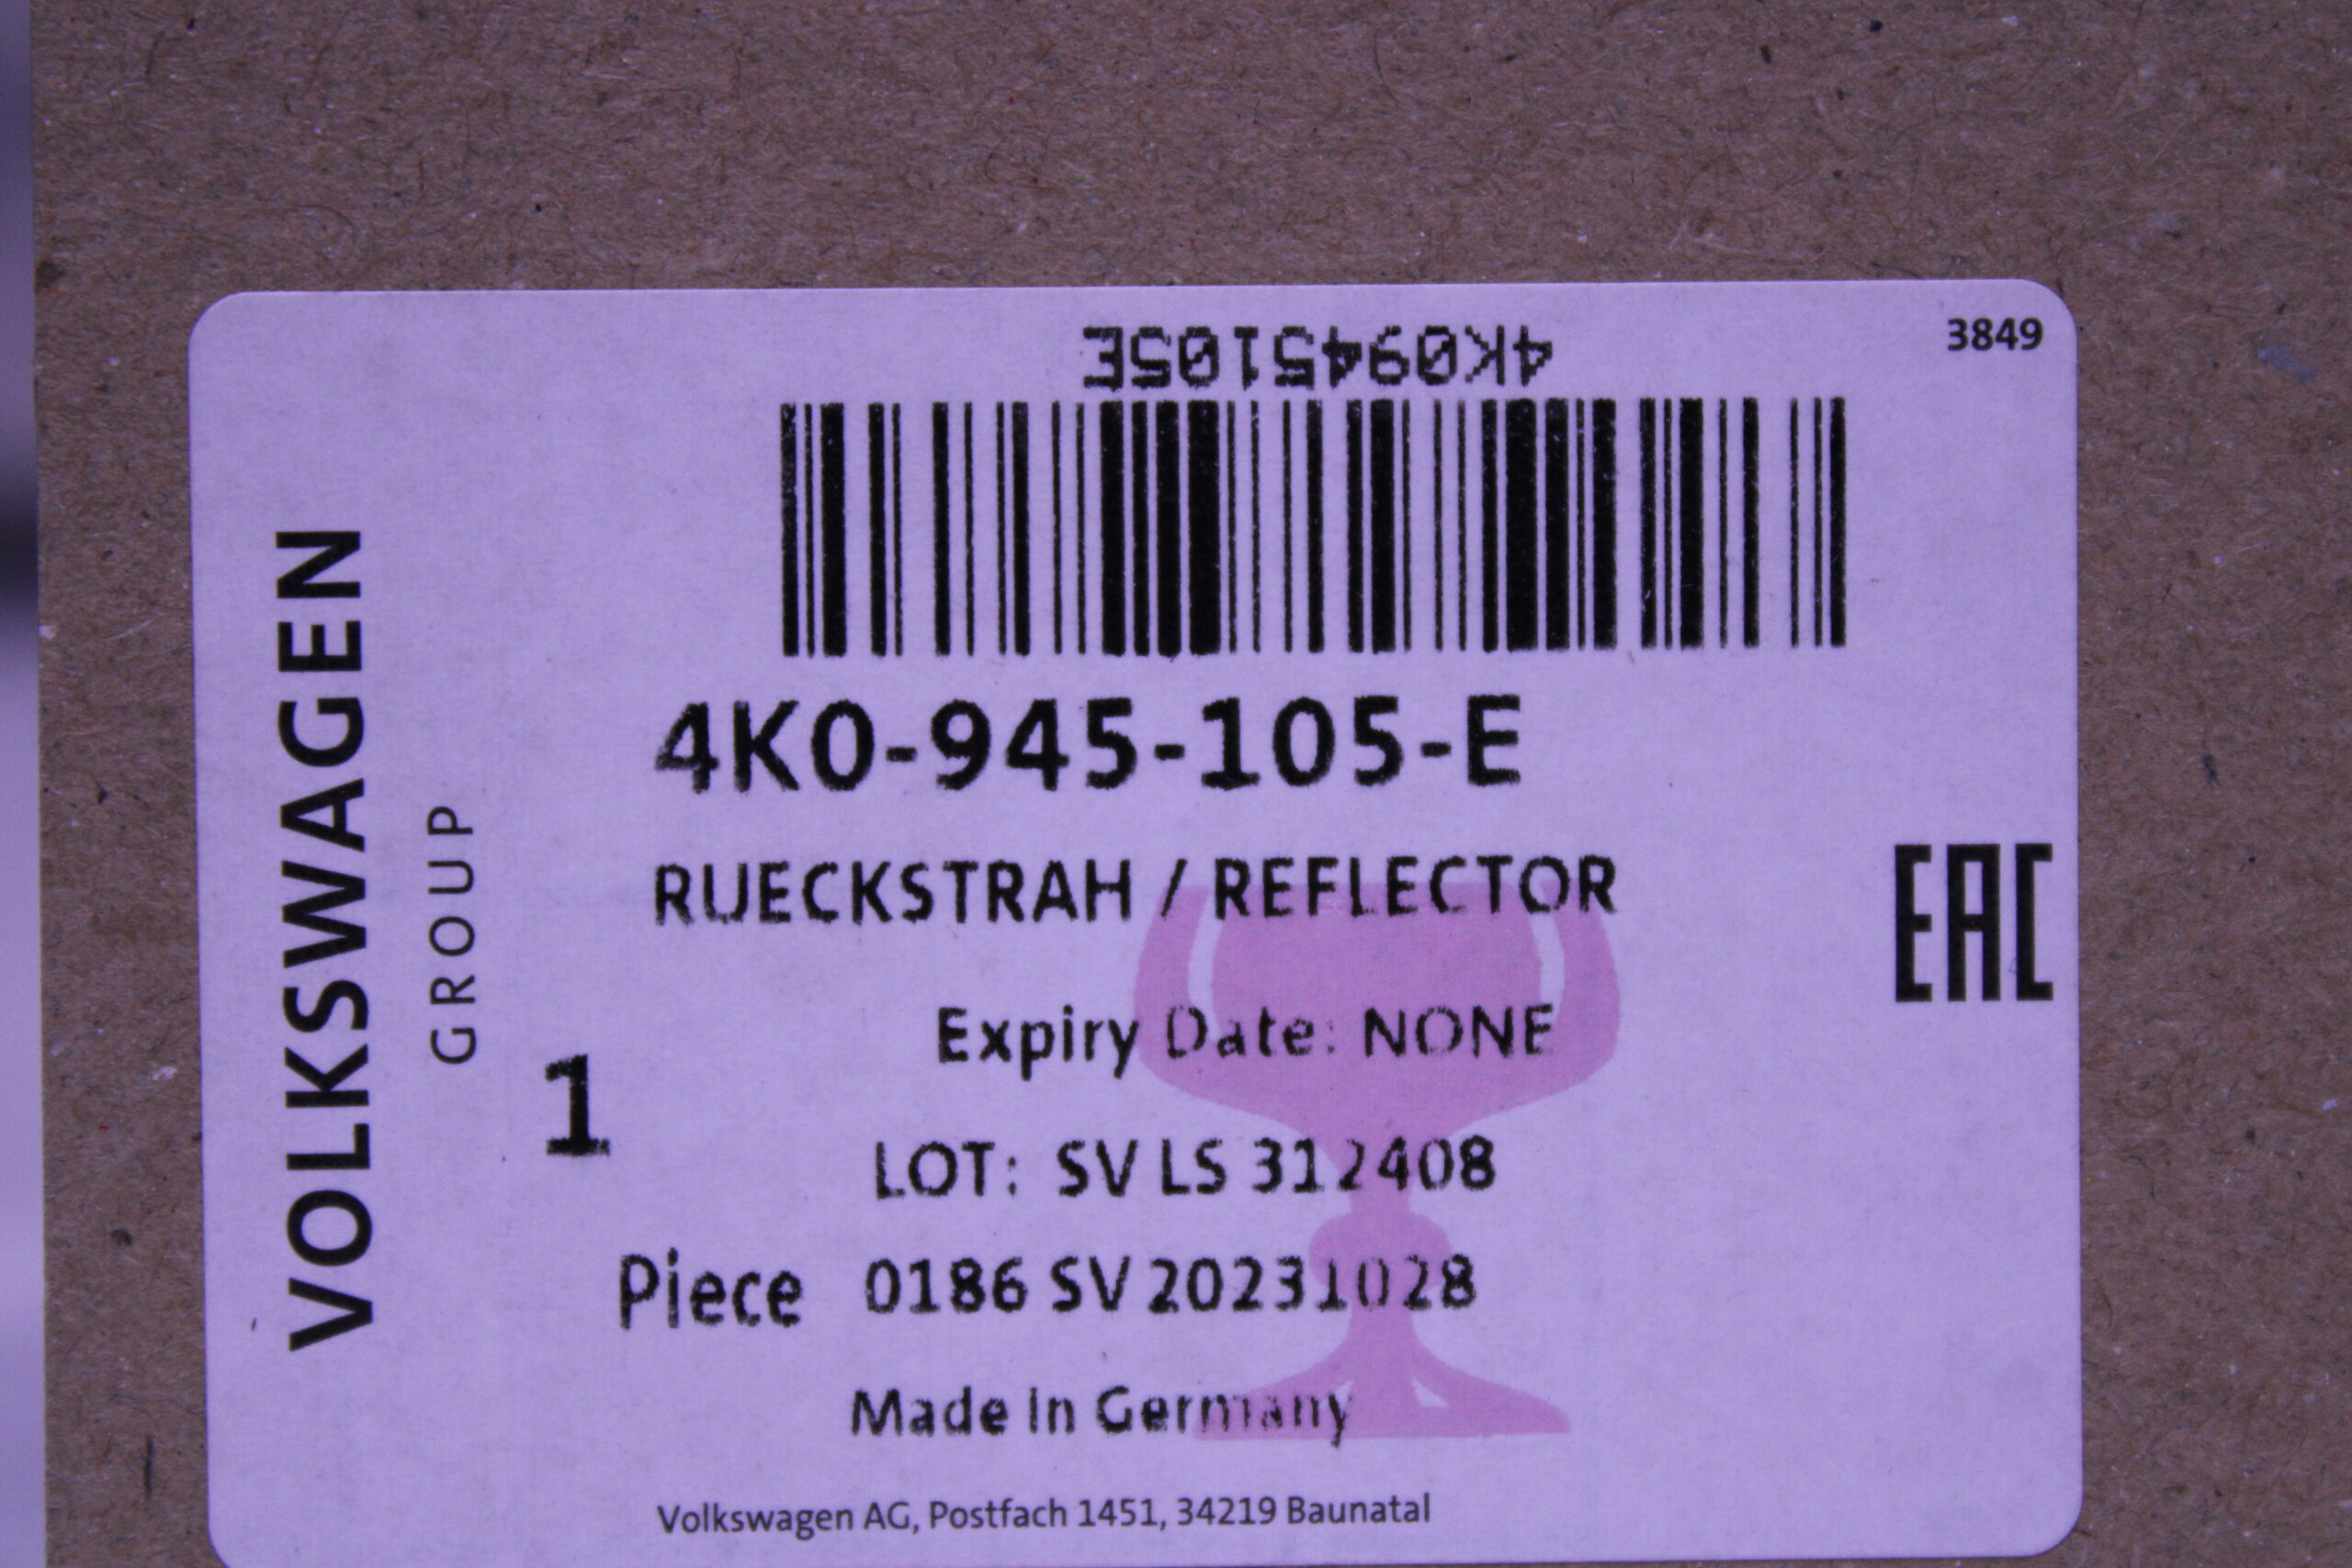 3849
4K0945105E
4K0-945-105-E
RUECKSTRAH / REFLECTOR
EAC
VOLKSWAGEN
GROUP
Expiry Date: NONE
1
LOT: SV LS 312408
Piece 0186 SV 20231028
Made in Germany
Volkswagen AG, Postfach 1451, 34219 Baunatal